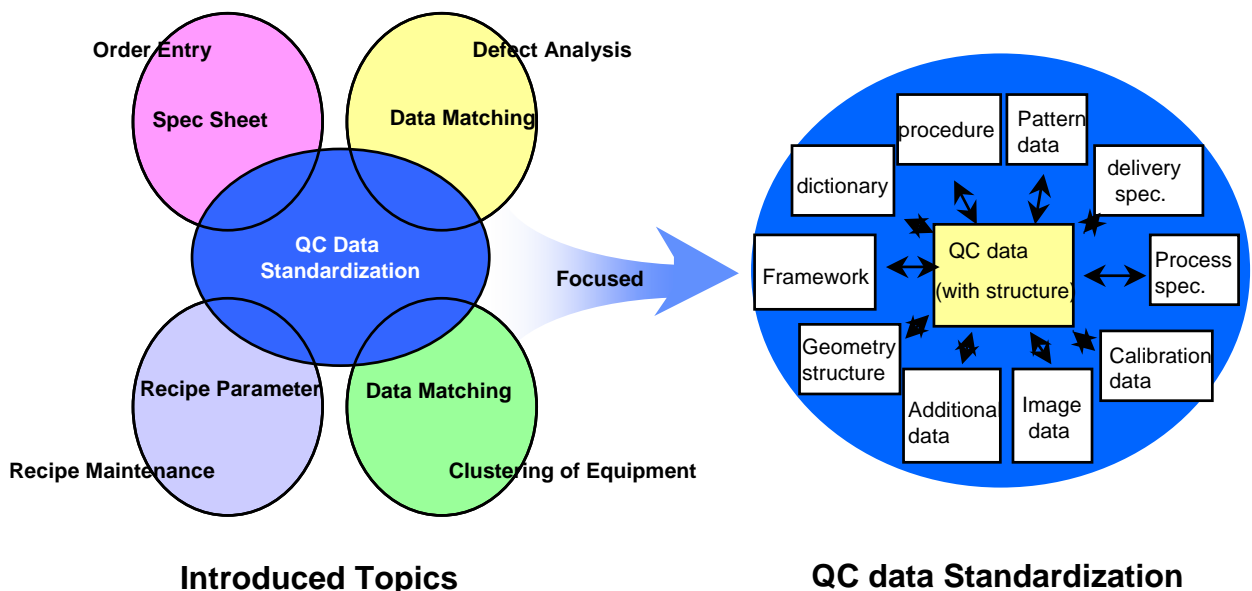 Order Entry
Spec Sheet
Defect Analysis
Data Matching
QC Data
Standardization
Recipe Parameter
Recipe Maintenance
Data Matching
Clustering of Equipment
Introduced Topics
Focused
procedure
Pattern
data
dictionary
delivery
spec.
Framework
QC data
(with structure)
Process
spec.
Geometry
structure
Calibration
data
Additional
data
Image
data
QC data Standardization